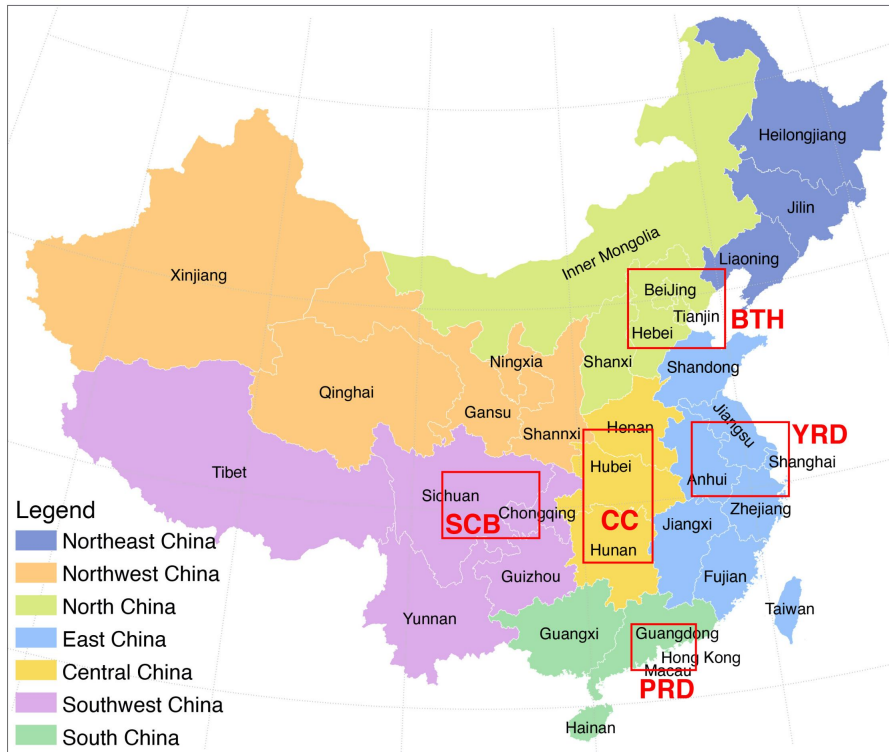 Heilongjiang
Jilin
Liaoning
Inner Mongolia
Xinjiang
BeiJing
Tianjin
BTH
Hebei
Ningxia
Shanxi
Shandong
Qinghai
Gansu
Jiangsu
Shannxi
Henan
YRD
Shanghai
Tibet
Hubei
Anhui
Sichuan
Chongqing
Zhejiang
SCB
CC
Jiangxi
Hunan
Guizhou
Fujian
Yunnan
Taiwan
Guangxi
Guangdong
Hong Kong
Macau
PRD
Hainan
Legend
Northeast China
Northwest China
North China
East China
Central China
Southwest China
South China